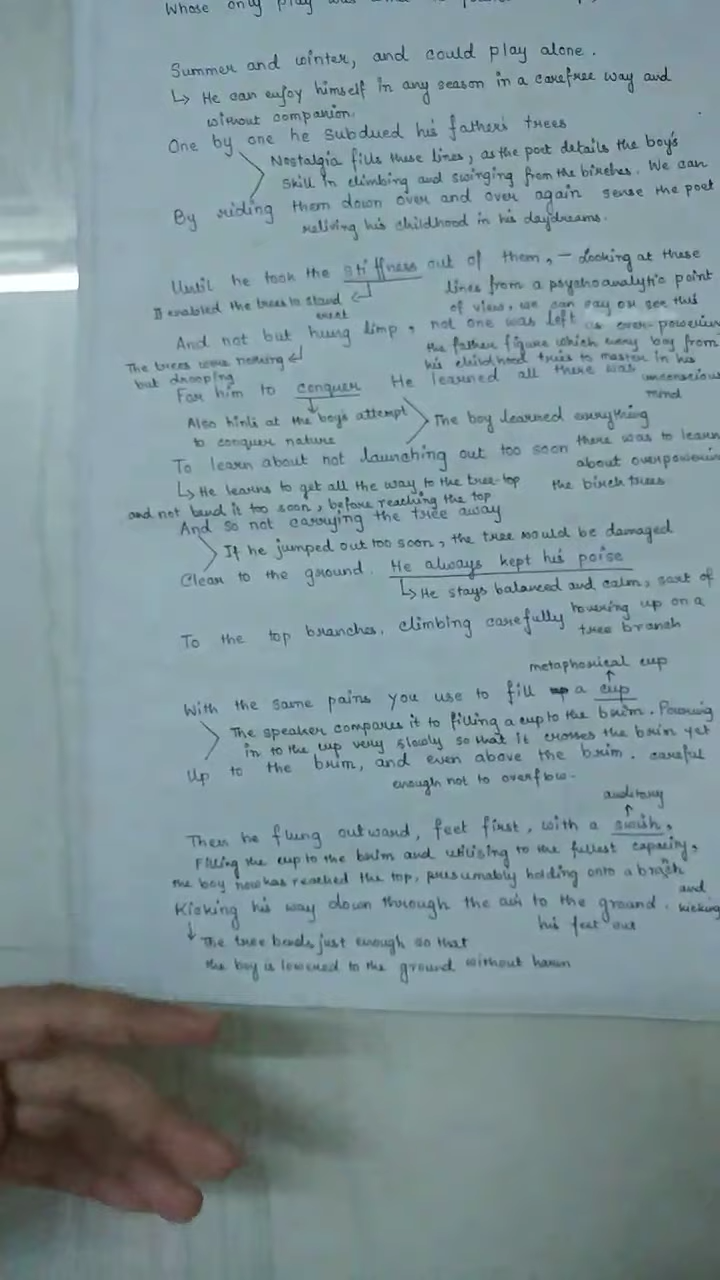 Whose only play was
Summer and winter, and could play alone.
↳ He can enjoy himself in any season in a carefree way and
without companion.
One by one he subdued his father's trees
Nostalgia fills these lines, as the poet details the boy's
skill in climbing and swinging from the birches. We can
By riding them down over and over again sense the poet
reliving his childhood in his daydreams.
Until he took the stiffness out of them, – Looking at these
It enabled the trees to stand erect
lines from a psychoanalytic point
of view, we can say or see this
And not but hung limp, not one was left as over-powering
The trees were nothing but drooping
the father figure which every boy from
his childhood tries to master in his
unconscious mind
For him to conquer He learned all there was
Also hints at the boy's attempt
to conquer nature
The boy learned everything
there was to learn
about overpowering
the birch trees
To learn about not launching out too soon
↳ He learns to get all the way to the tree-top
and not bend it too soon, before reaching the top
And so not carrying the tree away
If he jumped out too soon, the tree would be damaged
Clear to the ground. He always kept his poise
↳ He stays balanced and calm, sort of
hovering up on a
tree branch
To the top branches, climbing carefully
metaphorical cup
With the same pains you use to fill a cup
The speaker compares it to filling a cup to the brim. Pouring
in to the cup very slowly so that it crosses the brim yet
Up to the brim, and even above the brim. careful
enough not to overflow.
auditory
Then he flung outward, feet first, with a swish,
Filling the cup to the brim and utilising to the fullest capacity,
the boy now has reached the top, presumably holding onto a
and kicking
his feet out
Kicking his way down through the air to the ground.
↓ The tree bends just enough so that
the boy is lowered to the ground without harm